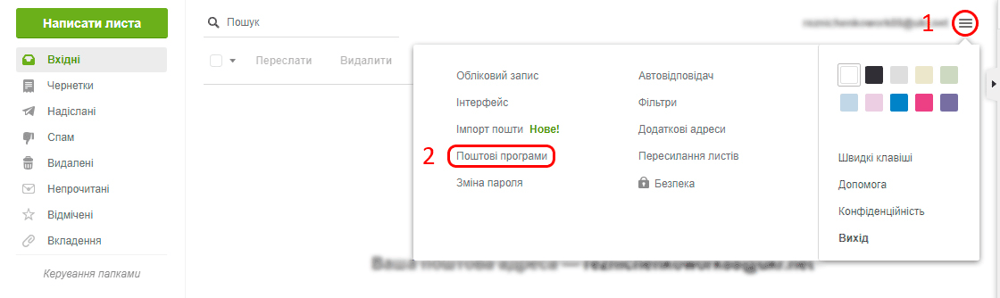 Написати листа
Пошук
1
Вхідні
Чернетки
Надіслані
Спам
Видалені
Непрочитані
Відмічені
Вкладення
Керування папками
Переслати Видалити
Обліковий запис
Інтерфейс
Імпорт пошти Нове!
2 Поштові програми
Зміна пароля
Автовідповідач
Фільтри
Додаткові адреси
Пересилання листів
Безпека
Швидкі клавіші
Допомога
Конфіденційність
Вихід
Ваша поштова адреса —